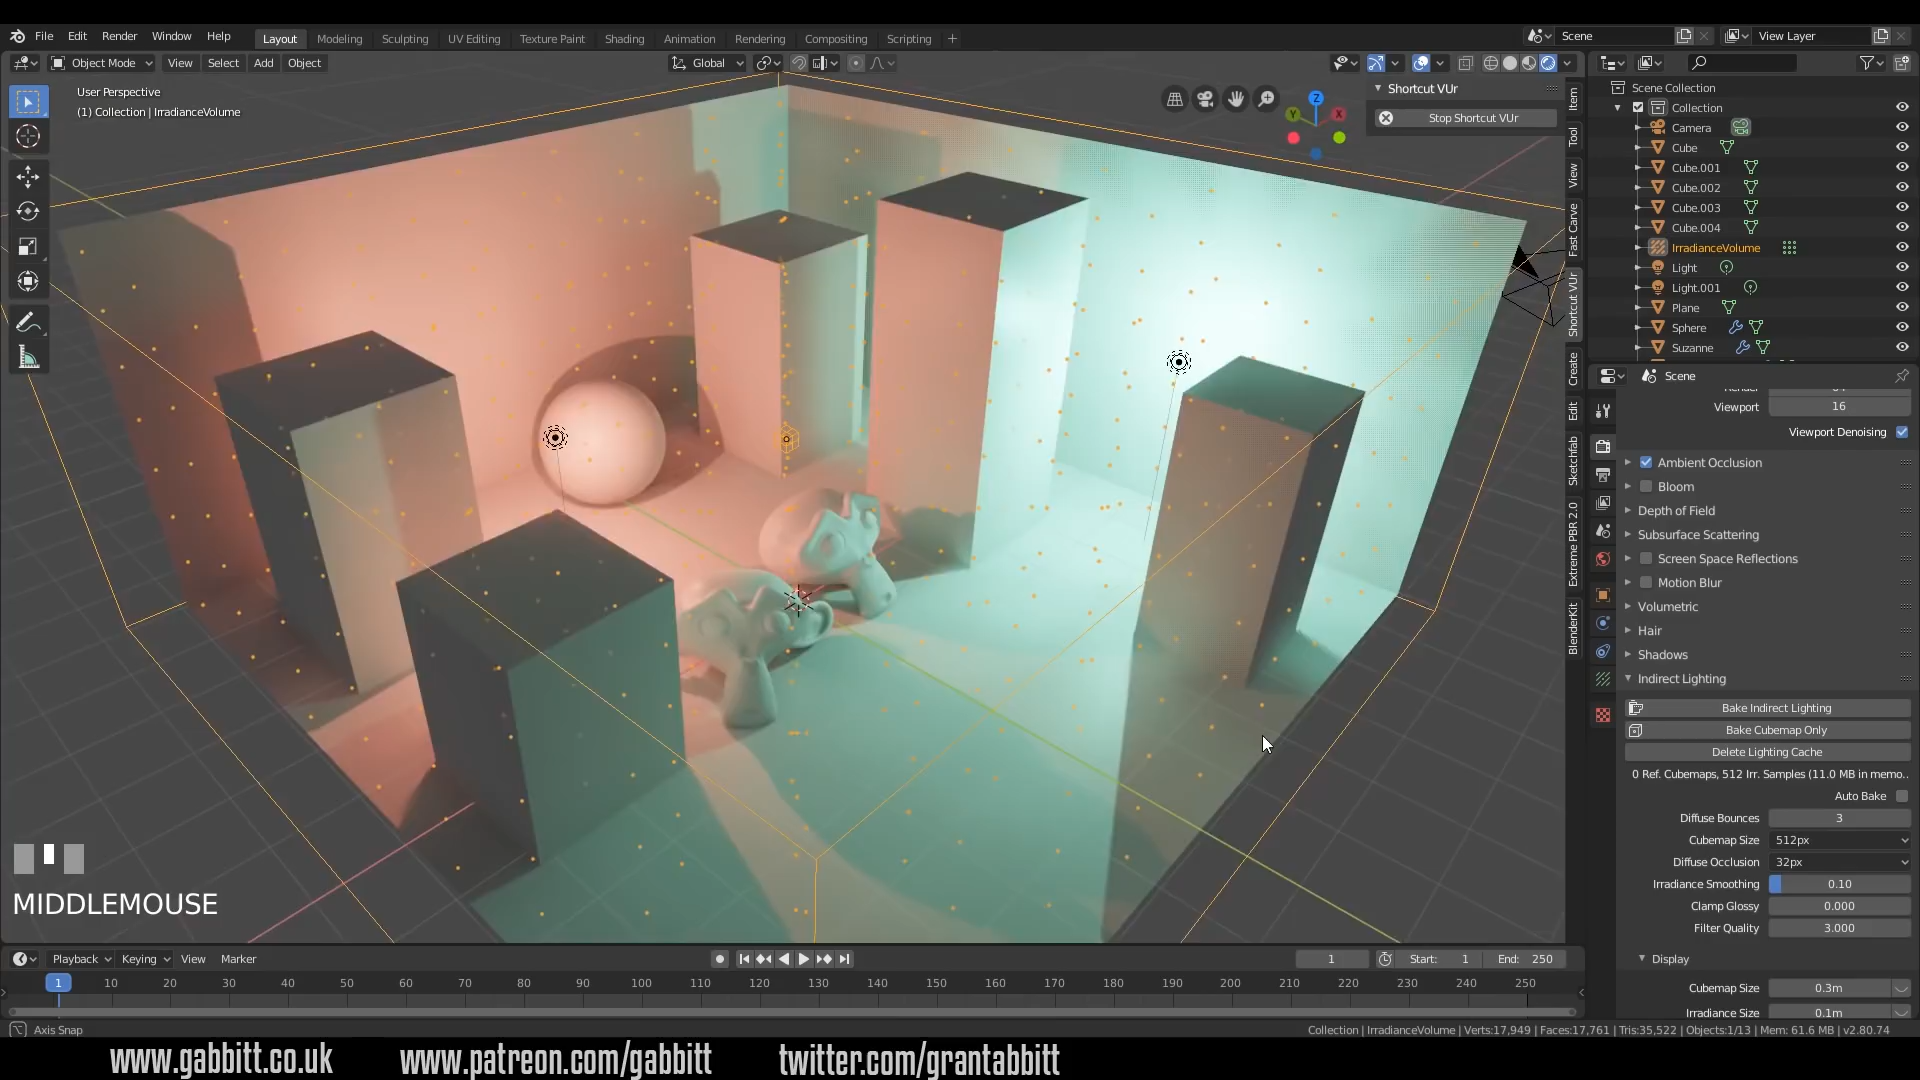 File Edit Render Window Help
Layout Modeling Sculpting UV Editing Texture Paint Shading Animation Rendering Compositing Scripting +
Scene
View Layer
Object Mode View Select Add Object
Global
User Perspective
(1) Collection | IrradianceVolume
Z
Y
X
Shortcut VUr
Stop Shortcut VUr
Item
Tool
View
Fast Carve
Shortcut VUr
Create
Edit
Sketchfab
Extreme PBR 2.0
BlenderKit
Scene Collection
Collection
Camera
Cube
Cube.001
Cube.002
Cube.003
Cube.004
IrradianceVolume
Light
Light.001
Plane
Sphere
Suzanne
Scene
Viewport 16
Viewport Denoising
Ambient Occlusion
Bloom
Depth of Field
Subsurface Scattering
Screen Space Reflections
Motion Blur
Volumetric
Hair
Shadows
Indirect Lighting
Bake Indirect Lighting
Bake Cubemap Only
Delete Lighting Cache
0 Ref. Cubemaps, 512 Irr. Samples (11.0 MB in memo..
Auto Bake
Diffuse Bounces 3
Cubemap Size 512px
Diffuse Occlusion 32px
Irradiance Smoothing 0.10
Clamp Glossy 0.000
Filter Quality 3.000
Display
Cubemap Size 0.3m
Irradiance Size 0.1m
MIDDLEMOUSE
Playback Keying View Marker
1 Start: 1 End: 250
1 10 20 30 40 50 60 70 80 90 100 110 120 130 140 150 160 170 180 190 200 210 220 230 240 250
Axis Snap
Collection | IrradianceVolume | Verts:17,949 | Faces:17,761 | Tris:35,522 | Objects:1/13 | Mem: 61.6 MB | v2.80.74
www.gabbitt.co.uk www.patreon.com/gabbitt twitter.com/grantabbitt